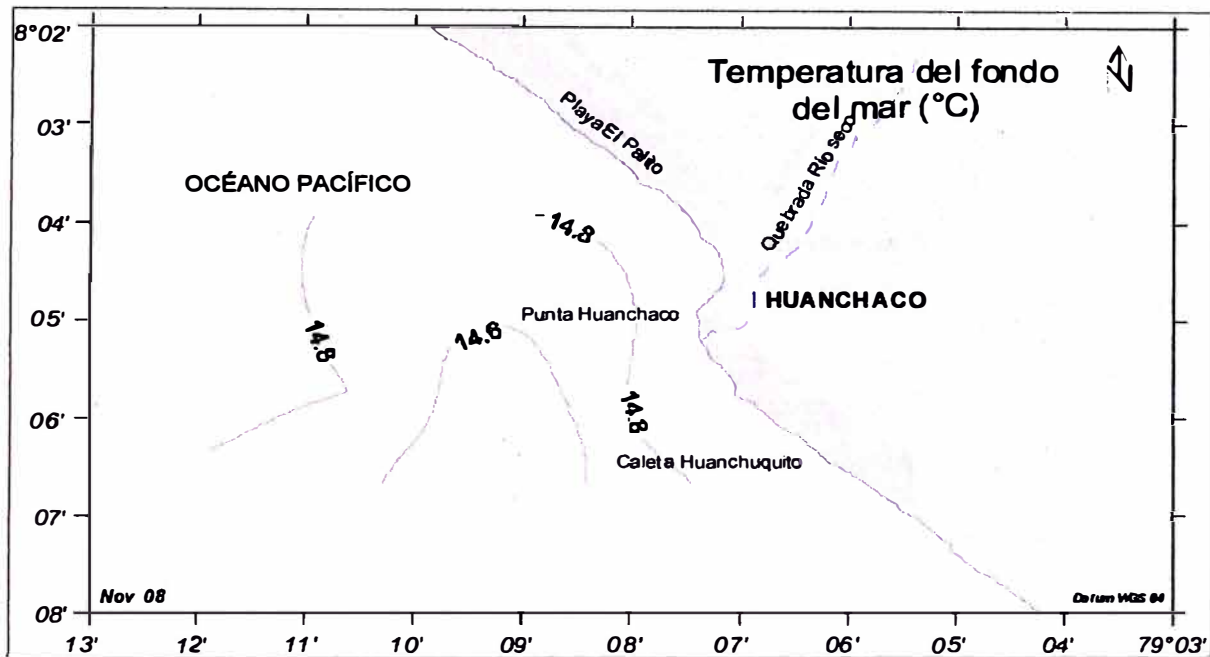 8°02'
03'
04'
05'
06'
07'
08'
Temperatura del fondo
del mar (°C)
Playa El Palito
Quebrada Rio seco
OCÉANO PACÍFICO
14.8
HUANCHACO
Punta Huanchaco
14.6
14.8
14.8
Caleta Huanchuquito
Nov 08
Datum WGS 84
13'
12'
11'
10'
09'
08'
07'
06'
05'
04'
79°03'